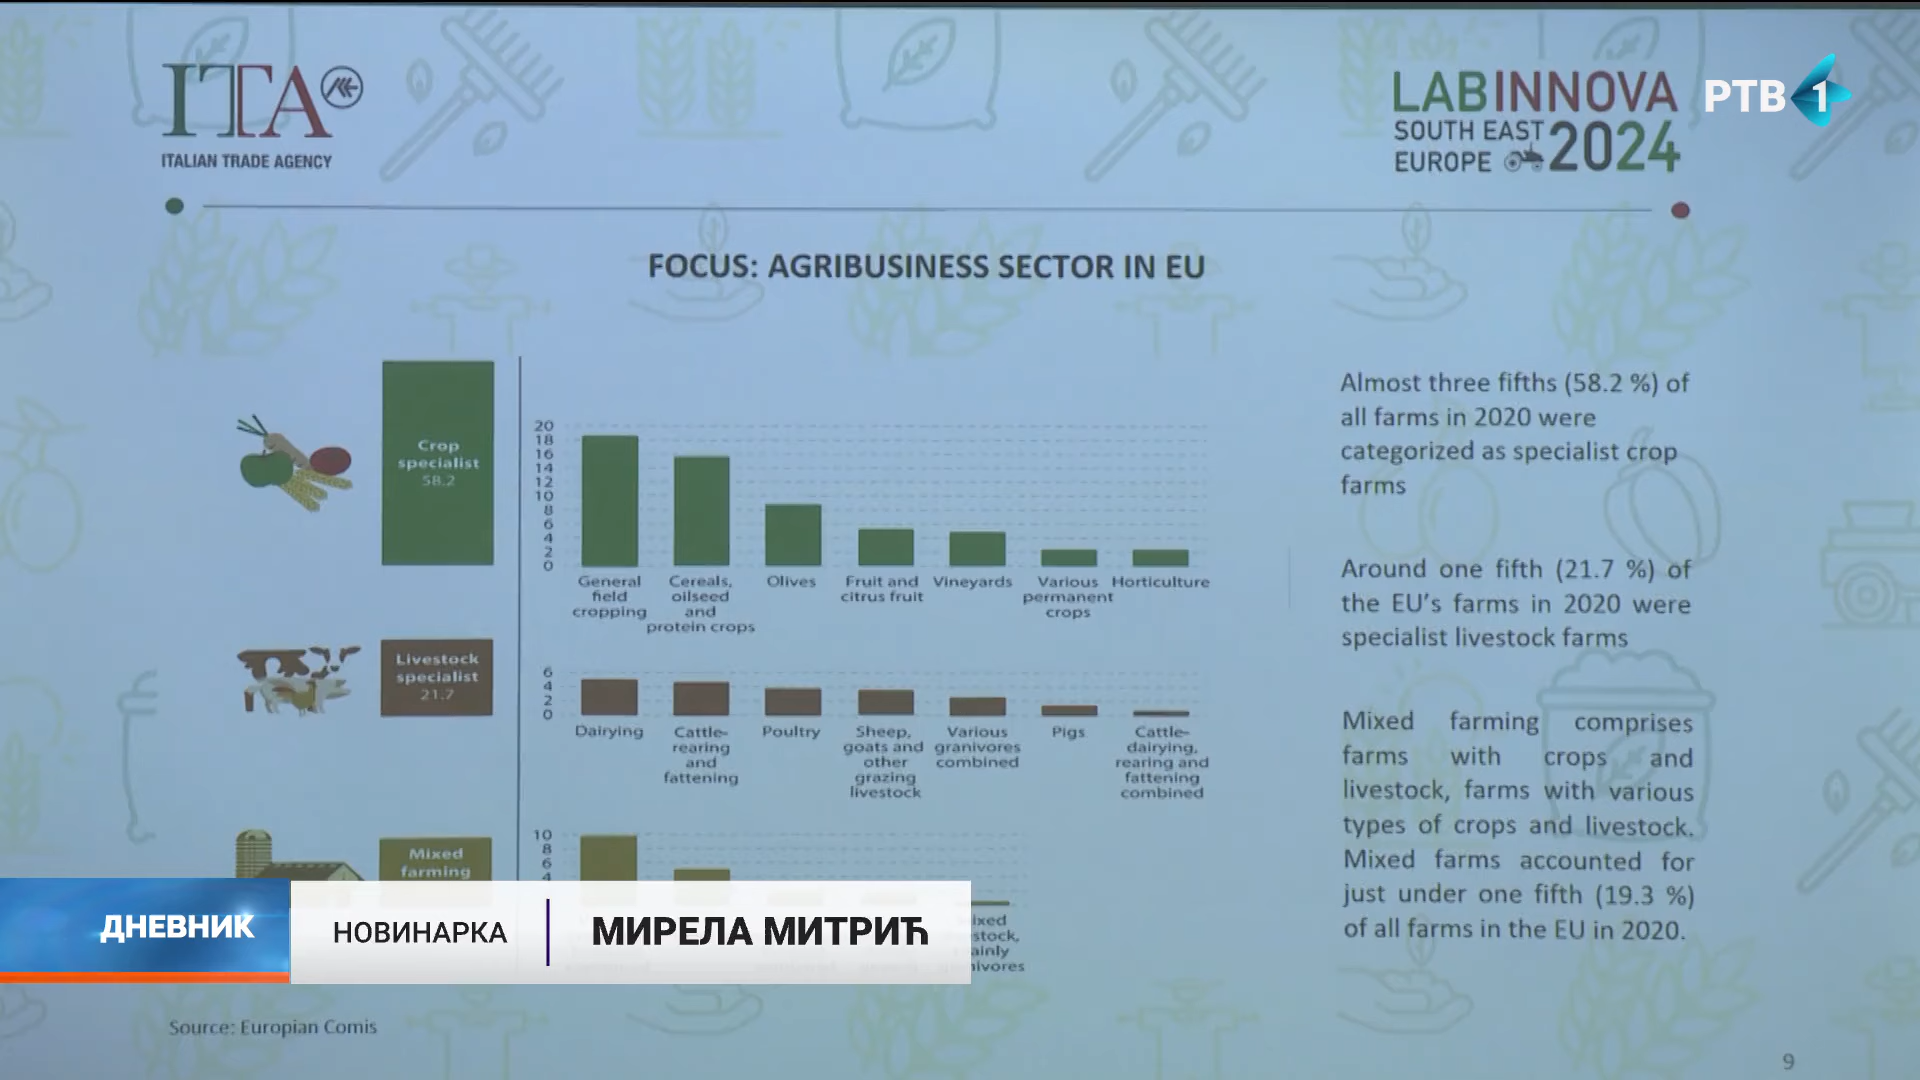 ITA
ITALIAN TRADE AGENCY
LABINNOVA
SOUTH EAST
EUROPE 2024
РТВ 1
FOCUS: AGRIBUSINESS SECTOR IN EU
Crop
specialist
58.2
20
18
16
14
12
10
8
6
4
2
0
General
field
cropping
Cereals,
oilseed
and
protein crops
Olives
Fruit and
citrus fruit
Vineyards
Various
permanent
crops
Horticulture
Livestock
specialist
21.7
6
4
2
0
Dairying
Cattle-
rearing
and
fattening
Poultry
Sheep,
goats and
other
grazing
livestock
Various
granivores
combined
Pigs
Cattle-
dairying,
rearing and
fattening
combined
Mixed
farming
10
8
6
4
Almost three fifths (58.2 %) of
all farms in 2020 were
categorized as specialist crop
farms
Around one fifth (21.7 %) of
the EU's farms in 2020 were
specialist livestock farms
Mixed farming comprises
farms with crops and
livestock, farms with various
types of crops and livestock.
Mixed farms accounted for
just under one fifth (19.3 %)
of all farms in the EU in 2020.
ДНЕВНИК
НОВИНАРКА
МИРЕЛА МИТРИЋ
Source: Europian Comis
9